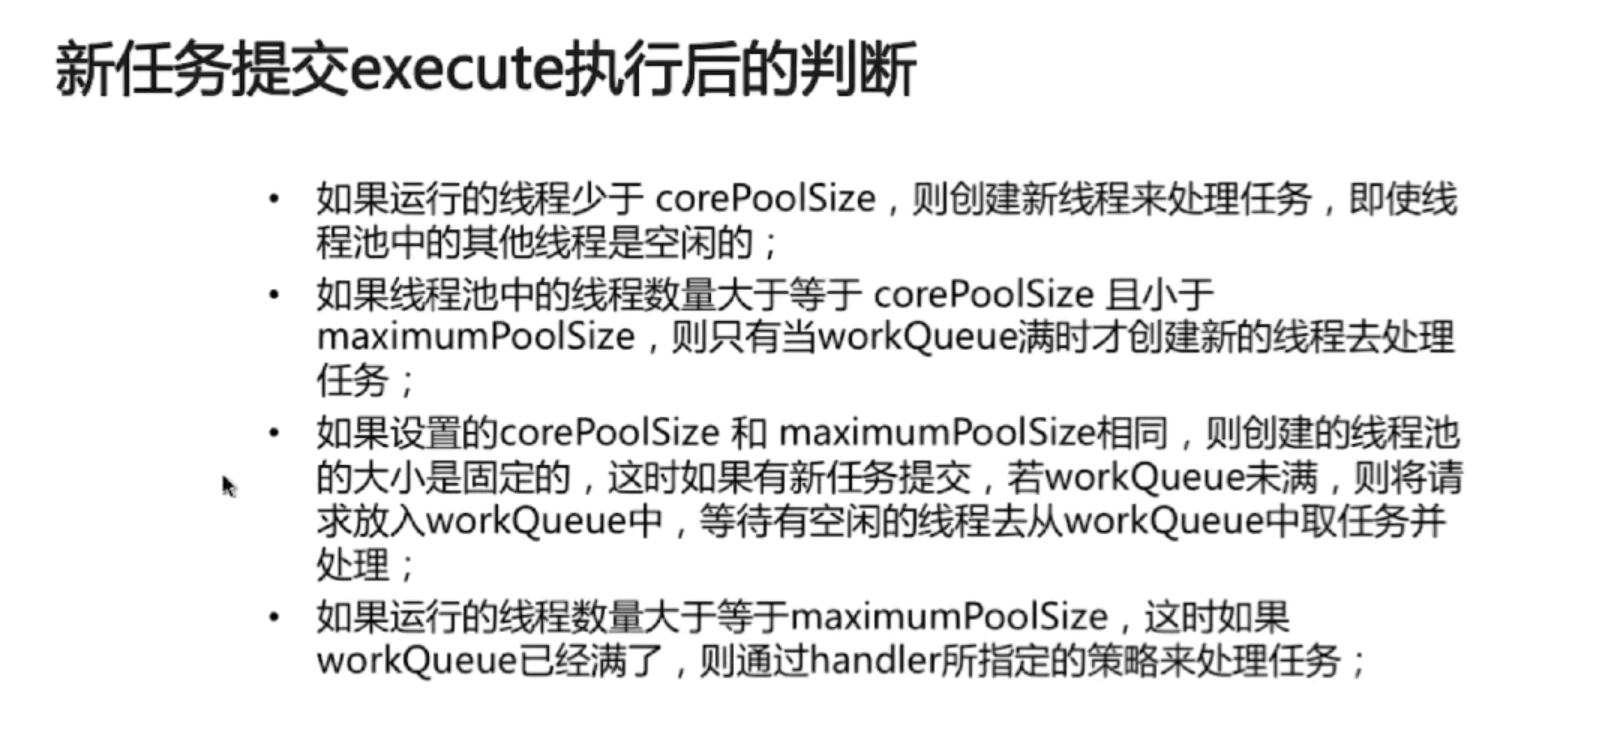 新任务提交execute执行后的判断
• 如果运行的线程少于 corePoolSize，则创建新线程来处理任务，即使线
程池中的其他线程是空闲的；
• 如果线程池中的线程数量大于等于 corePoolSize 且小于
maximumPoolSize，则只有当workQueue满时才创建新的线程去处理
任务；
• 如果设置的corePoolSize 和 maximumPoolSize相同，则创建的线程池
的大小是固定的，这时如果有新任务提交，若workQueue未满，则将请
求放入workQueue中，等待有空闲的线程去从workQueue中取任务并
处理；
• 如果运行的线程数量大于等于maximumPoolSize，这时如果
workQueue已经满了，则通过handler所指定的策略来处理任务；